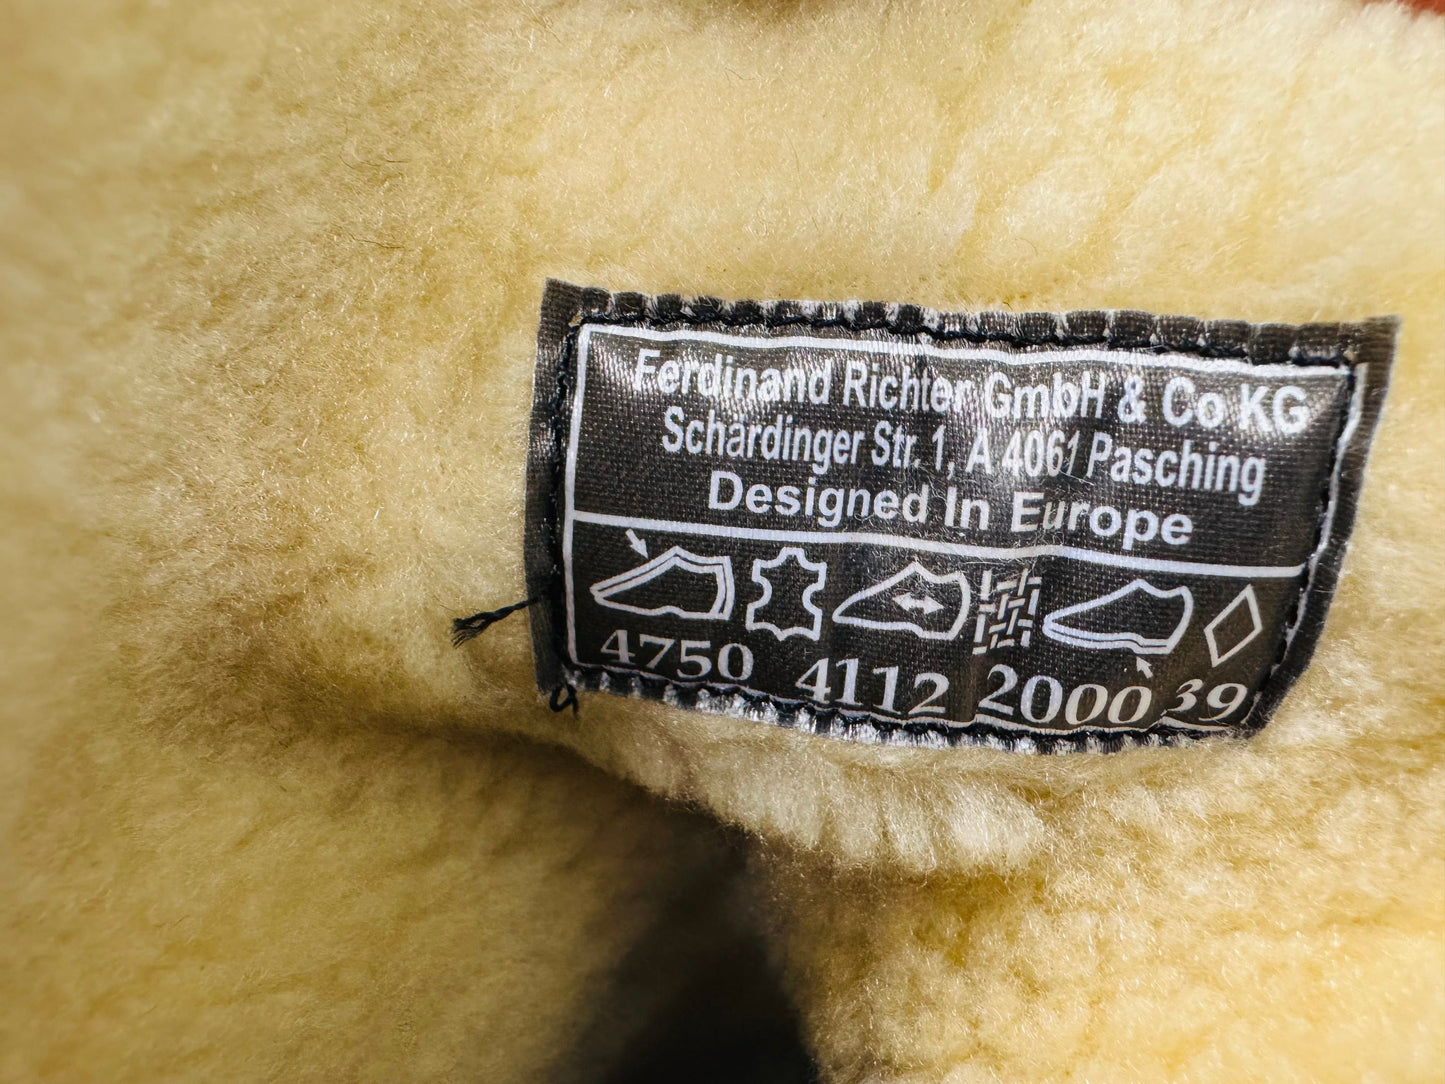 Ferdinand Richter GmbH & Co KG
Schardinger Str. 1, A 4061 Pasching
Designed In Europe
4750 4112 2000 39